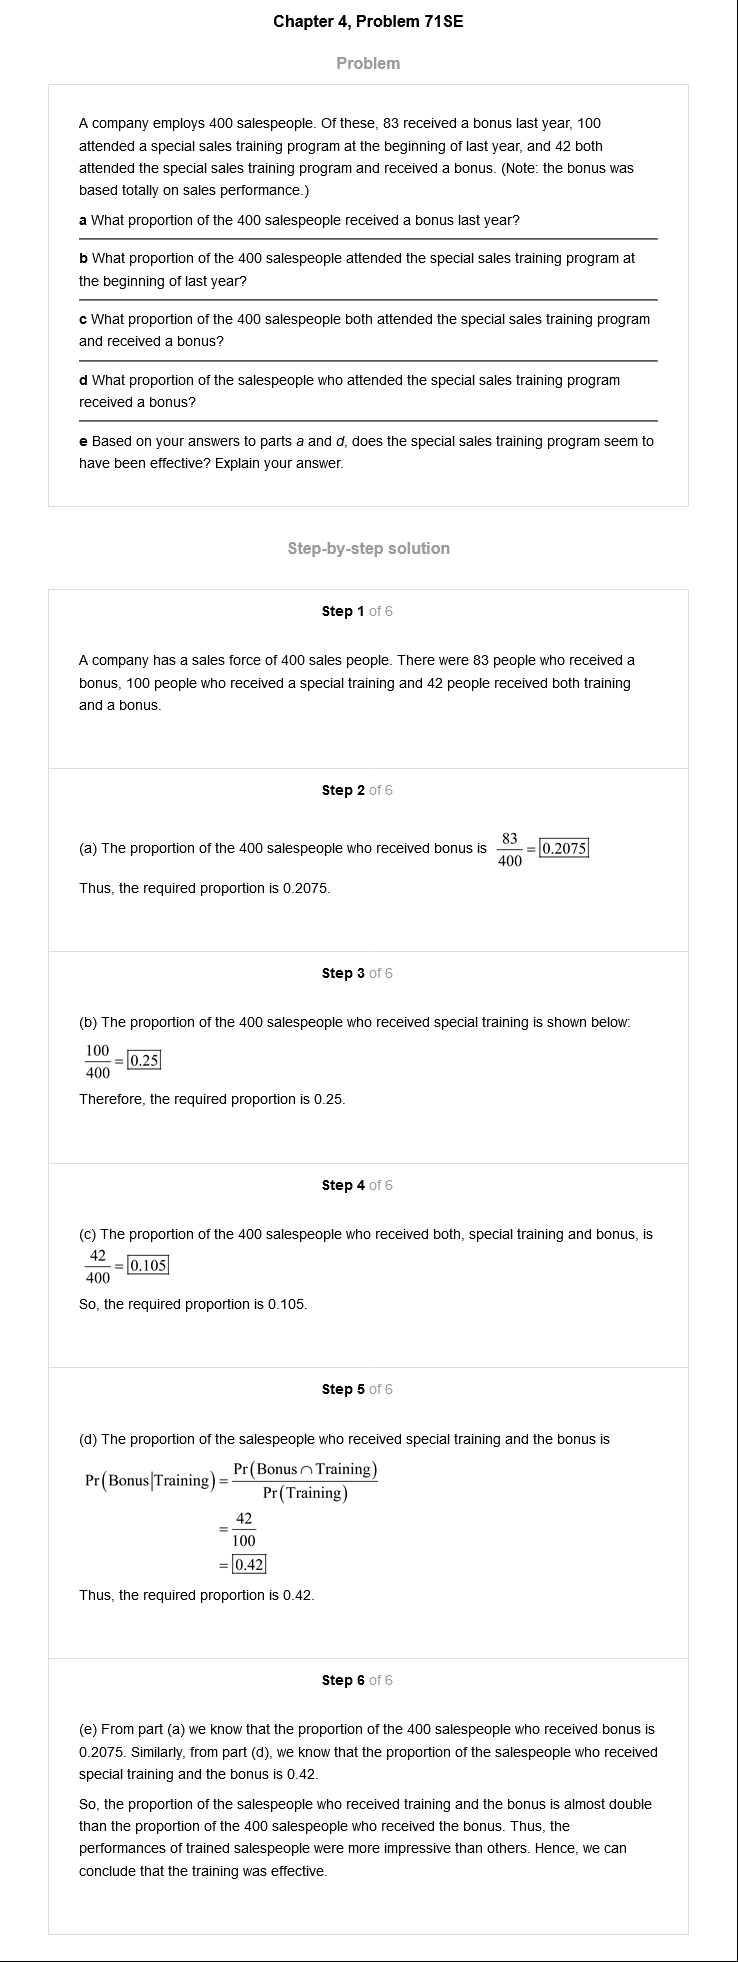 Chapter 4, Problem 71SE
Problem
A company employs 400 salespeople. Of these, 83 received a bonus last year, 100
attended a special sales training program at the beginning of last year, and 42 both
attended the special sales training program and received a bonus. (Note: the bonus was
based totally on sales performance.)
a What proportion of the 400 salespeople received a bonus last year?
b What proportion of the 400 salespeople attended the special sales training program at
the beginning of last year?
c What proportion of the 400 salespeople both attended the special sales training program
and received a bonus?
d What proportion of the salespeople who attended the special sales training program
received a bonus?
e Based on your answers to parts a and d, does the special sales training program seem to
have been effective? Explain your answer.
Step-by-step solution
Step 1 of 6
A company has a sales force of 400 sales people. There were 83 people who received a
bonus, 100 people who received a special training and 42 people received both training
and a bonus.
Step 2 of 6
(a) The proportion of the 400 salespeople who received bonus is 83/400 = 0.2075
Thus, the required proportion is 0.2075.
Step 3 of 6
(b) The proportion of the 400 salespeople who received special training is shown below:
100/400 = 0.25
Therefore, the required proportion is 0.25.
Step 4 of 6
(c) The proportion of the 400 salespeople who received both, special training and bonus, is
42/400 = 0.105
So, the required proportion is 0.105.
Step 5 of 6
(d) The proportion of the salespeople who received special training and the bonus is
Pr(Bonus|Training) = Pr(Bonus ∩ Training)/Pr(Training)
= 42/100
= 0.42
Thus, the required proportion is 0.42.
Step 6 of 6
(e) From part (a) we know that the proportion of the 400 salespeople who received bonus is
0.2075. Similarly, from part (d), we know that the proportion of the salespeople who received
special training and the bonus is 0.42.
So, the proportion of the salespeople who received training and the bonus is almost double
than the proportion of the 400 salespeople who received the bonus. Thus, the
performances of trained salespeople were more impressive than others. Hence, we can
conclude that the training was effective.